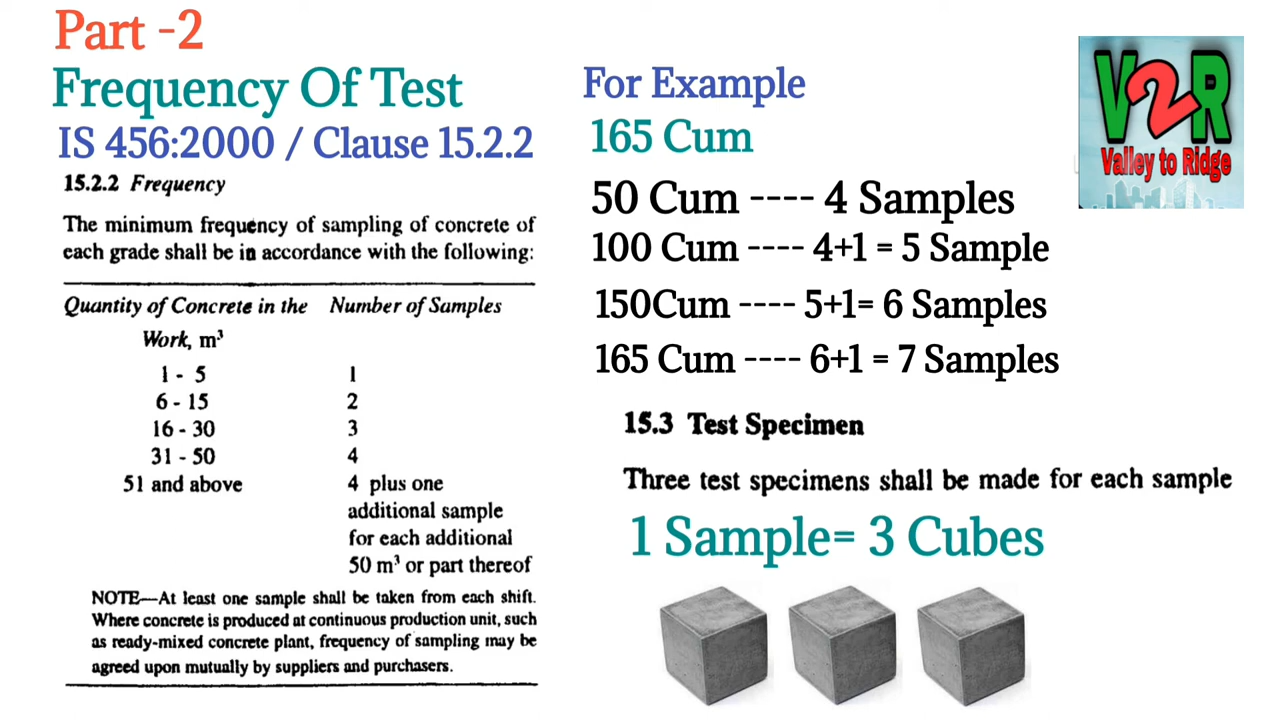 Part -2
Frequency Of Test
IS 456:2000 / Clause 15.2.2
15.2.2 Frequency
The minimum frequency of sampling of concrete of
each grade shall be in accordance with the following:
Quantity of Concrete in the Number of Samples
Work, m³
1 - 5 1
6 - 15 2
16 - 30 3
31 - 50 4
51 and above 4 plus one
additional sample
for each additional
50 m³ or part thereof
NOTE—At least one sample shall be taken from each shift.
Where concrete is produced at continuous production unit, such
as ready-mixed concrete plant, frequency of sampling may be
agreed upon mutually by suppliers and purchasers.
For Example
165 Cum
50 Cum ---- 4 Samples
100 Cum ---- 4+1 = 5 Sample
150Cum ---- 5+1= 6 Samples
165 Cum ---- 6+1 = 7 Samples
15.3 Test Specimen
Three test specimens shall be made for each sample
1 Sample= 3 Cubes
V2R
Valley to Ridge